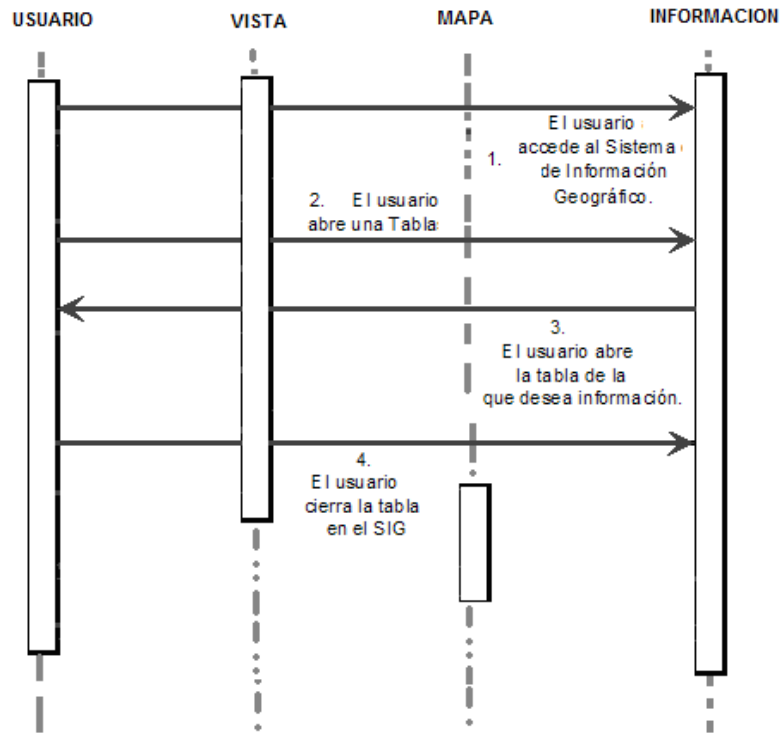 USUARIO VISTA MAPA INFORMACION
1. El usuario
accede al Sistema
de Información
Geográfico.
2. El usuario
abre una Tabla
3.
El usuario abre
la tabla de la
que desea información.
4.
El usuario
cierra la tabla
en el SIG